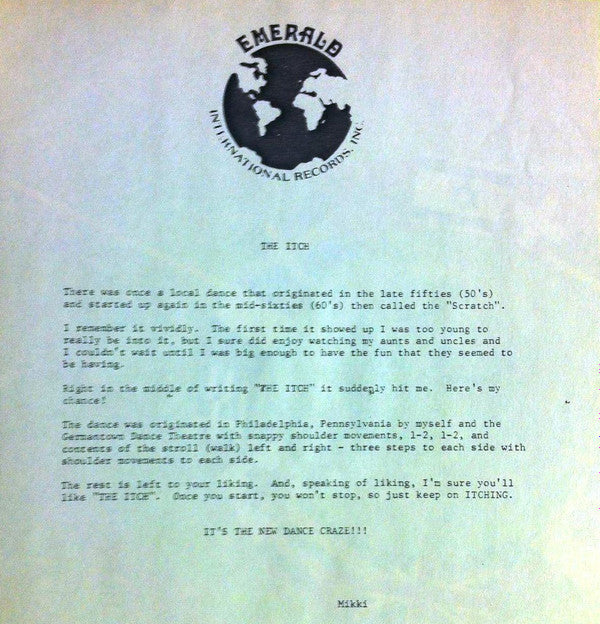 EMERALD
INTERNATIONAL RECORDS, INC.
THE ITCH
There was once a local dance that originated in the late fifties (50's)
and started up again in the mid-sixties (60's) then called the "Scratch".
I remember it vividly. The first time it showed up I was too young to
really be into it, but I sure did enjoy watching my aunts and uncles and
I couldn't wait until I was big enough to have the fun that they seemed to
be having.
Right in the middle of writing "THE ITCH" it suddenly hit me. Here's my
chance!
The dance was originated in Philadelphia, Pennsylvania by myself and the
Germantown Dance Theatre with snappy shoulder movements, 1-2, 1-2, and
contents of the stroll (walk) left and right - three steps to each side with
shoulder movements to each side.
The rest is left to your liking. And, speaking of liking, I'm sure you'll
like "THE ITCH". Once you start, you won't stop, so just keep on ITCHING.
IT'S THE NEW DANCE CRAZE!!!
Mikki